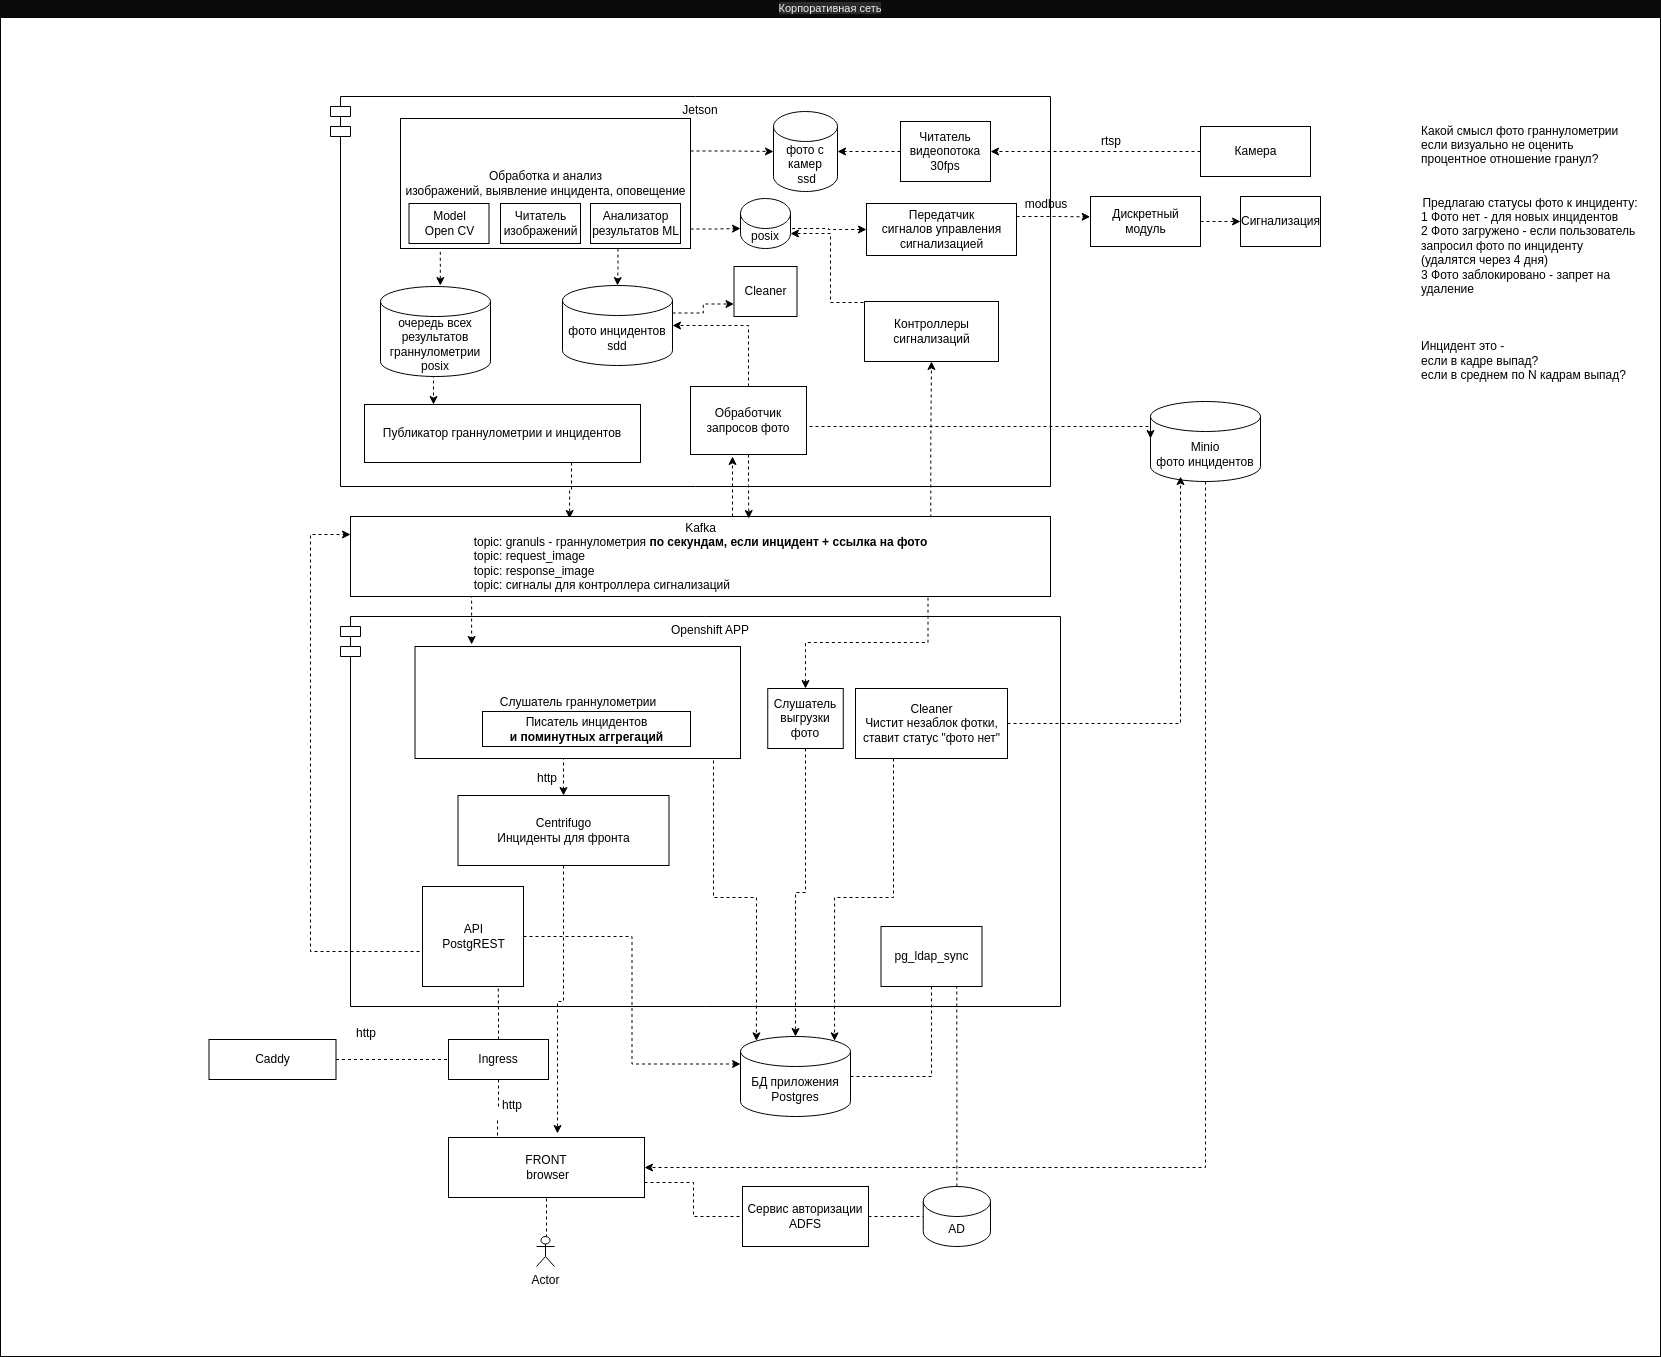 Корпоративная сеть
Jetson
Обработка и анализ
изображений, выявление инцидента, оповещение
Model
Open CV
Читатель
изображений
Анализатор
результатов ML
фото с
камер
ssd
Читатель
видеопотока
30fps
rtsp
Камера
posix
Передатчик
сигналов управления
сигнализацией
modbus
Дискретный
модуль
Сигнализация
очередь всех
результатов
граннулометрии
posix
фото инцидентов
sdd
Cleaner
Контроллеры
сигнализаций
Публикатор граннулометрии и инцидентов
Обработчик
запросов фото
Minio
фото инцидентов
Какой смысл фото граннулометрии
если визуально не оценить
процентное отношение гранул?
Предлагаю статусы фото к инциденту:
1 Фото нет - для новых инцидентов
2 Фото загружено - если пользователь
запросил фото по инциденту
(удалятся через 4 дня)
3 Фото заблокировано - запрет на
удаление
Инцидент это -
если в кадре выпад?
если в среднем по N кадрам выпад?
Kafka
topic: granuls - граннулометрия по секундам, если инцидент + ссылка на фото
topic: request_image
topic: response_image
topic: сигналы для контроллера сигнализаций
Openshift APP
Слушатель граннулометрии
Писатель инцидентов
и поминутных аггрегаций
Слушатель
выгрузки
фото
Cleaner
Чистит незаблок фотки,
ставит статус "фото нет"
http
Centrifugo
Инциденты для фронта
API
PostgREST
pg_ldap_sync
http
Caddy
Ingress
http
БД приложения
Postgres
FRONT
browser
Сервис авторизации
ADFS
AD
Actor